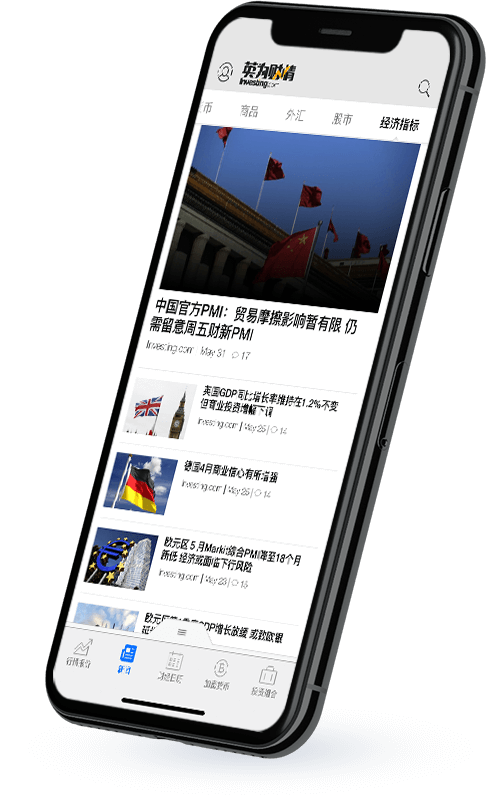 英为财情
Investing.com
币 商品 外汇 股市 经济指标
中国官方PMI：贸易摩擦影响暂有限 仍
需留意周五财新PMI
Investing.com May 31 17
英国GDP同比增长率维持在1.2%不变
但商业投资增幅下调
Investing.com | May 25 | 14
德国4月商业信心有所增强
Investing.com | May 25 | 14
欧元区 5 月Markit综合PMI降至18个月
新低 经济或面临下行风险
Investing.com | May 23 | 15
GDP增长放缓 或致欧银
行情报价 新闻 财经日历 加密货币 投资组合